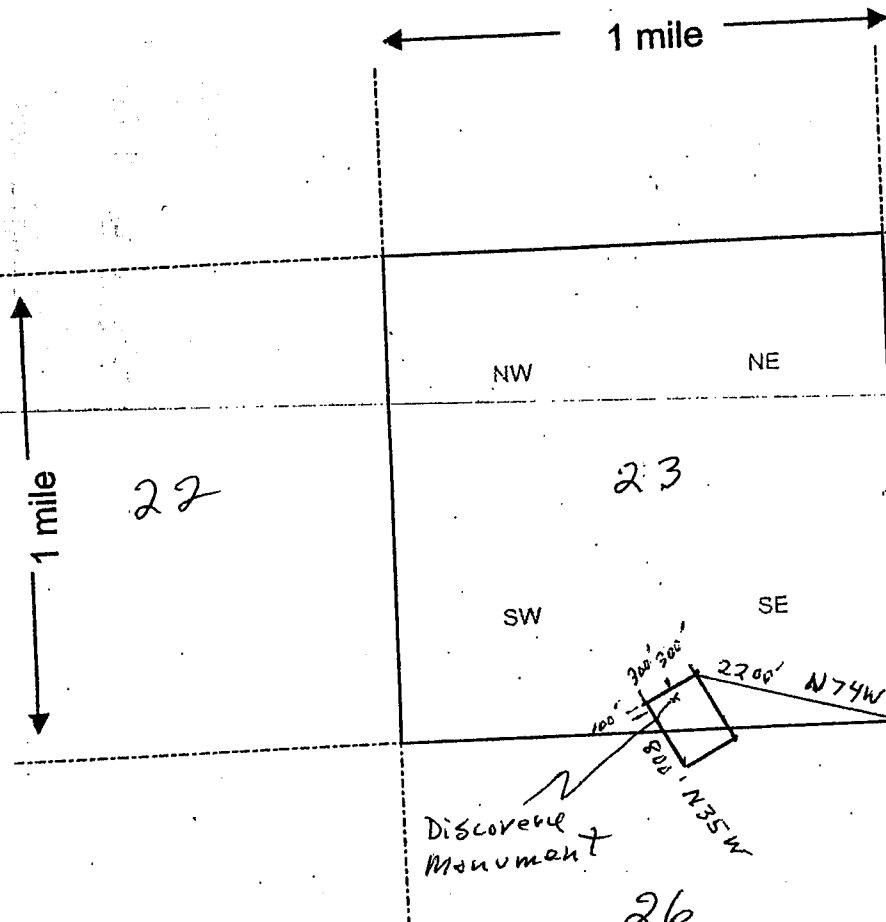 1 mile
1 mile
NW
NE
22
23
SW
SE
300' 300'
2200' N74W
100'
800' N35W
Discovere
Monument
26